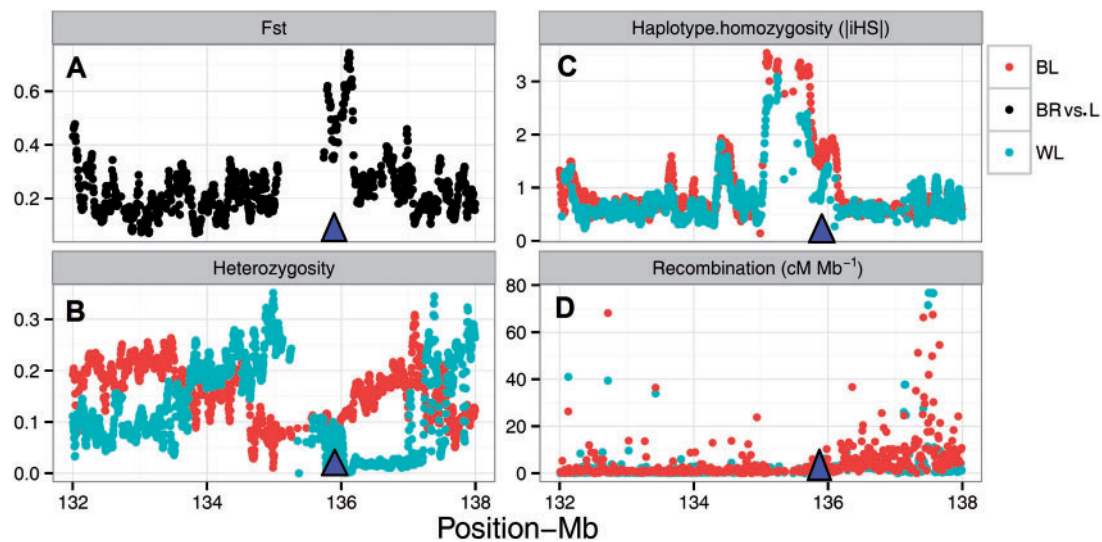 Fst
A
0.6
0.4
0.2
Haplotype.homozygosity (|iHS|)
C
3
2
1
0
BL
BR vs. L
WL
Heterozygosity
B
0.3
0.2
0.1
0.0
132 134 136 138
Recombination (cM Mb⁻¹)
D
80
60
40
20
0
132 134 136 138
Position−Mb